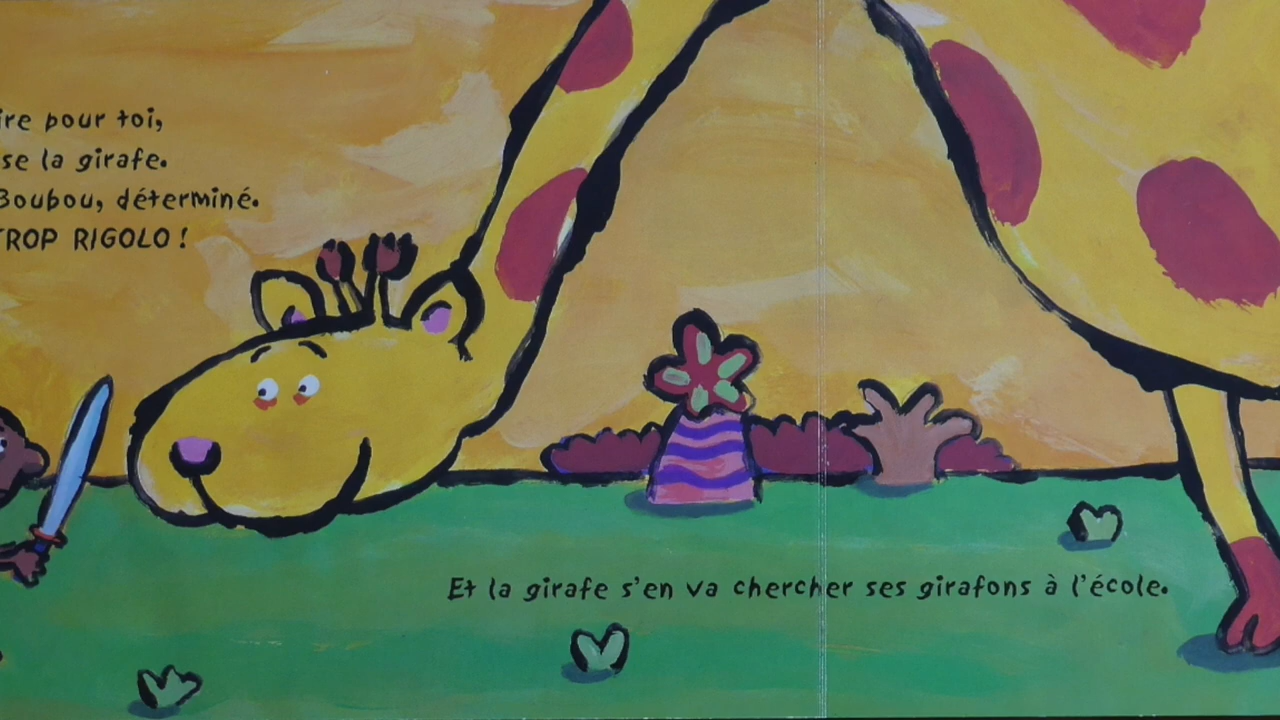 ire pour toi,
se la girafe.
Boubou, déterminé.
TROP RIGOLO !
Et la girafe s'en va chercher ses girafons à l'école.